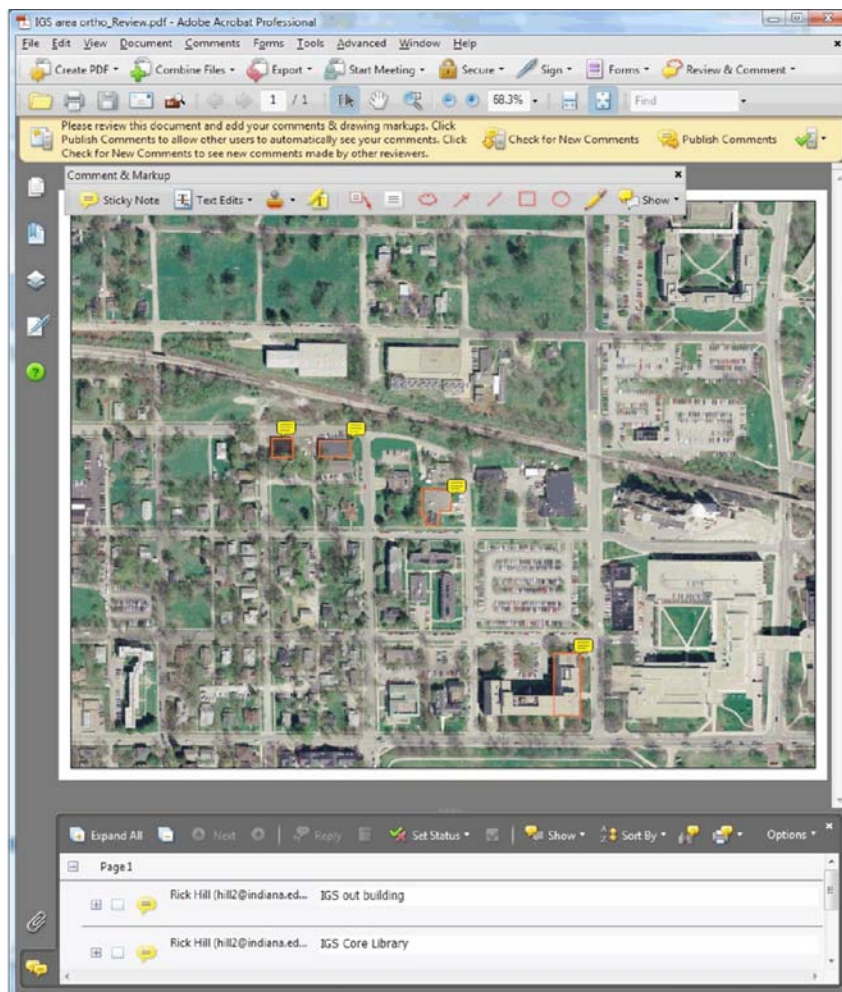 IGS area ortho_Review.pdf - Adobe Acrobat Professional
File Edit View Document Comments Forms Tools Advanced Window Help
Create PDF Combine Files Export Start Meeting Secure Sign Forms Review & Comment
1 / 1 68.3% Find
Please review this document and add your comments & drawing markups. Click
Publish Comments to allow other users to automatically see your comments. Click
Check for New Comments to see new comments made by other reviewers.
Check for New Comments Publish Comments
Comment & Markup
Sticky Note Text Edits Show
Expand All Next Reply Set Status Show Sort By Options
Page 1
Rick Hill (hill2@indiana.ed... IGS out building
Rick Hill (hill2@indiana.ed... IGS Core Library